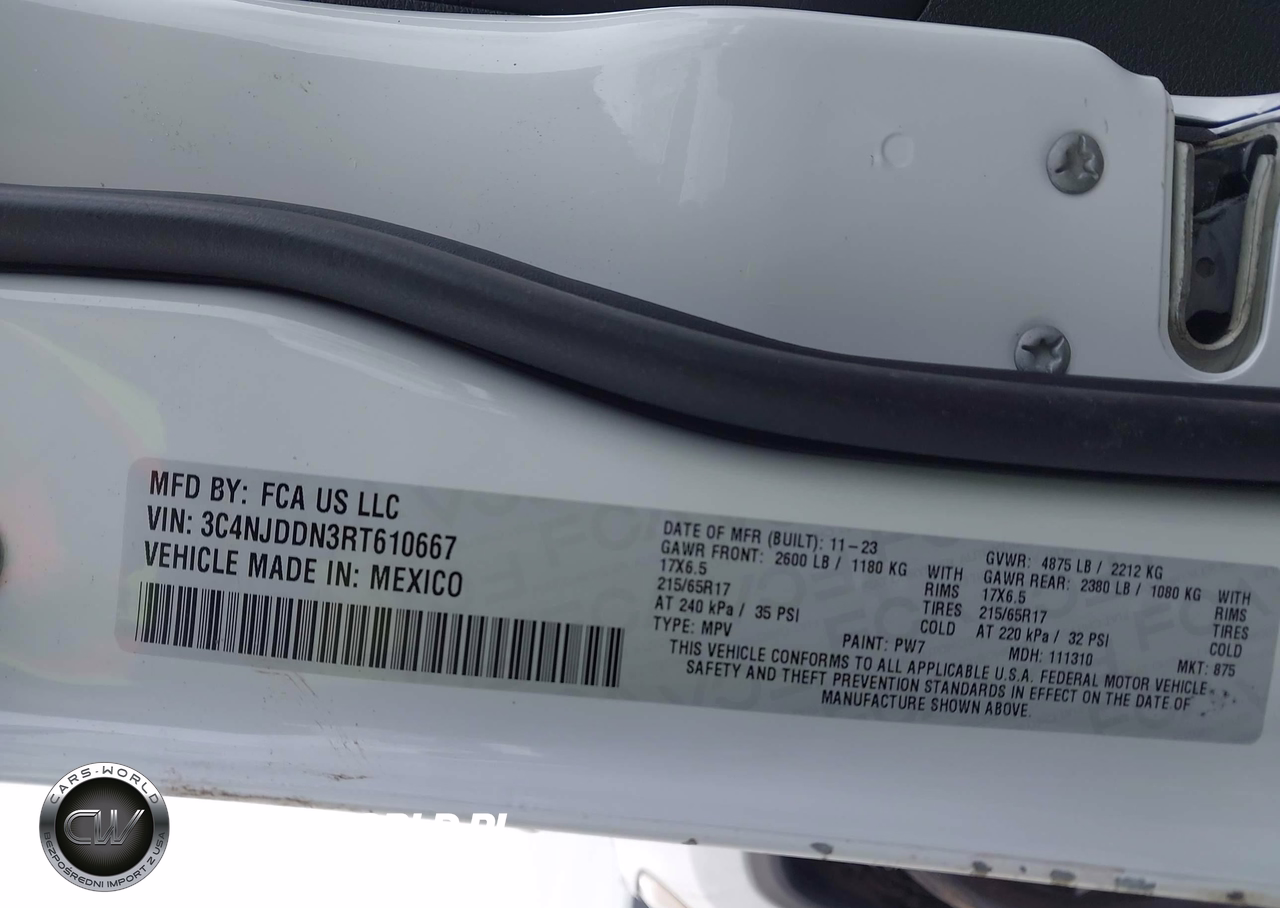 MFD BY: FCA US LLC
VIN: 3C4NJDDN3RT610667
VEHICLE MADE IN: MEXICO
DATE OF MFR (BUILT): 11-23
GAWR FRONT: 2600 LB / 1180 KG WITH
17X6.5 RIMS
215/65R17 TIRES
AT 240 kPa / 35 PSI COLD
GVWR: 4875 LB / 2212 KG
GAWR REAR: 2380 LB / 1080 KG WITH
17X6.5 RIMS
215/65R17 TIRES
AT 220 kPa / 32 PSI COLD
TYPE: MPV PAINT: PW7 MDH: 111310 MKT: 875
THIS VEHICLE CONFORMS TO ALL APPLICABLE U.S.A. FEDERAL MOTOR VEHICLE
SAFETY AND THEFT PREVENTION STANDARDS IN EFFECT ON THE DATE OF
MANUFACTURE SHOWN ABOVE.
CARS-WORLD
CW
BEZPOŚREDNI IMPORT Z USA